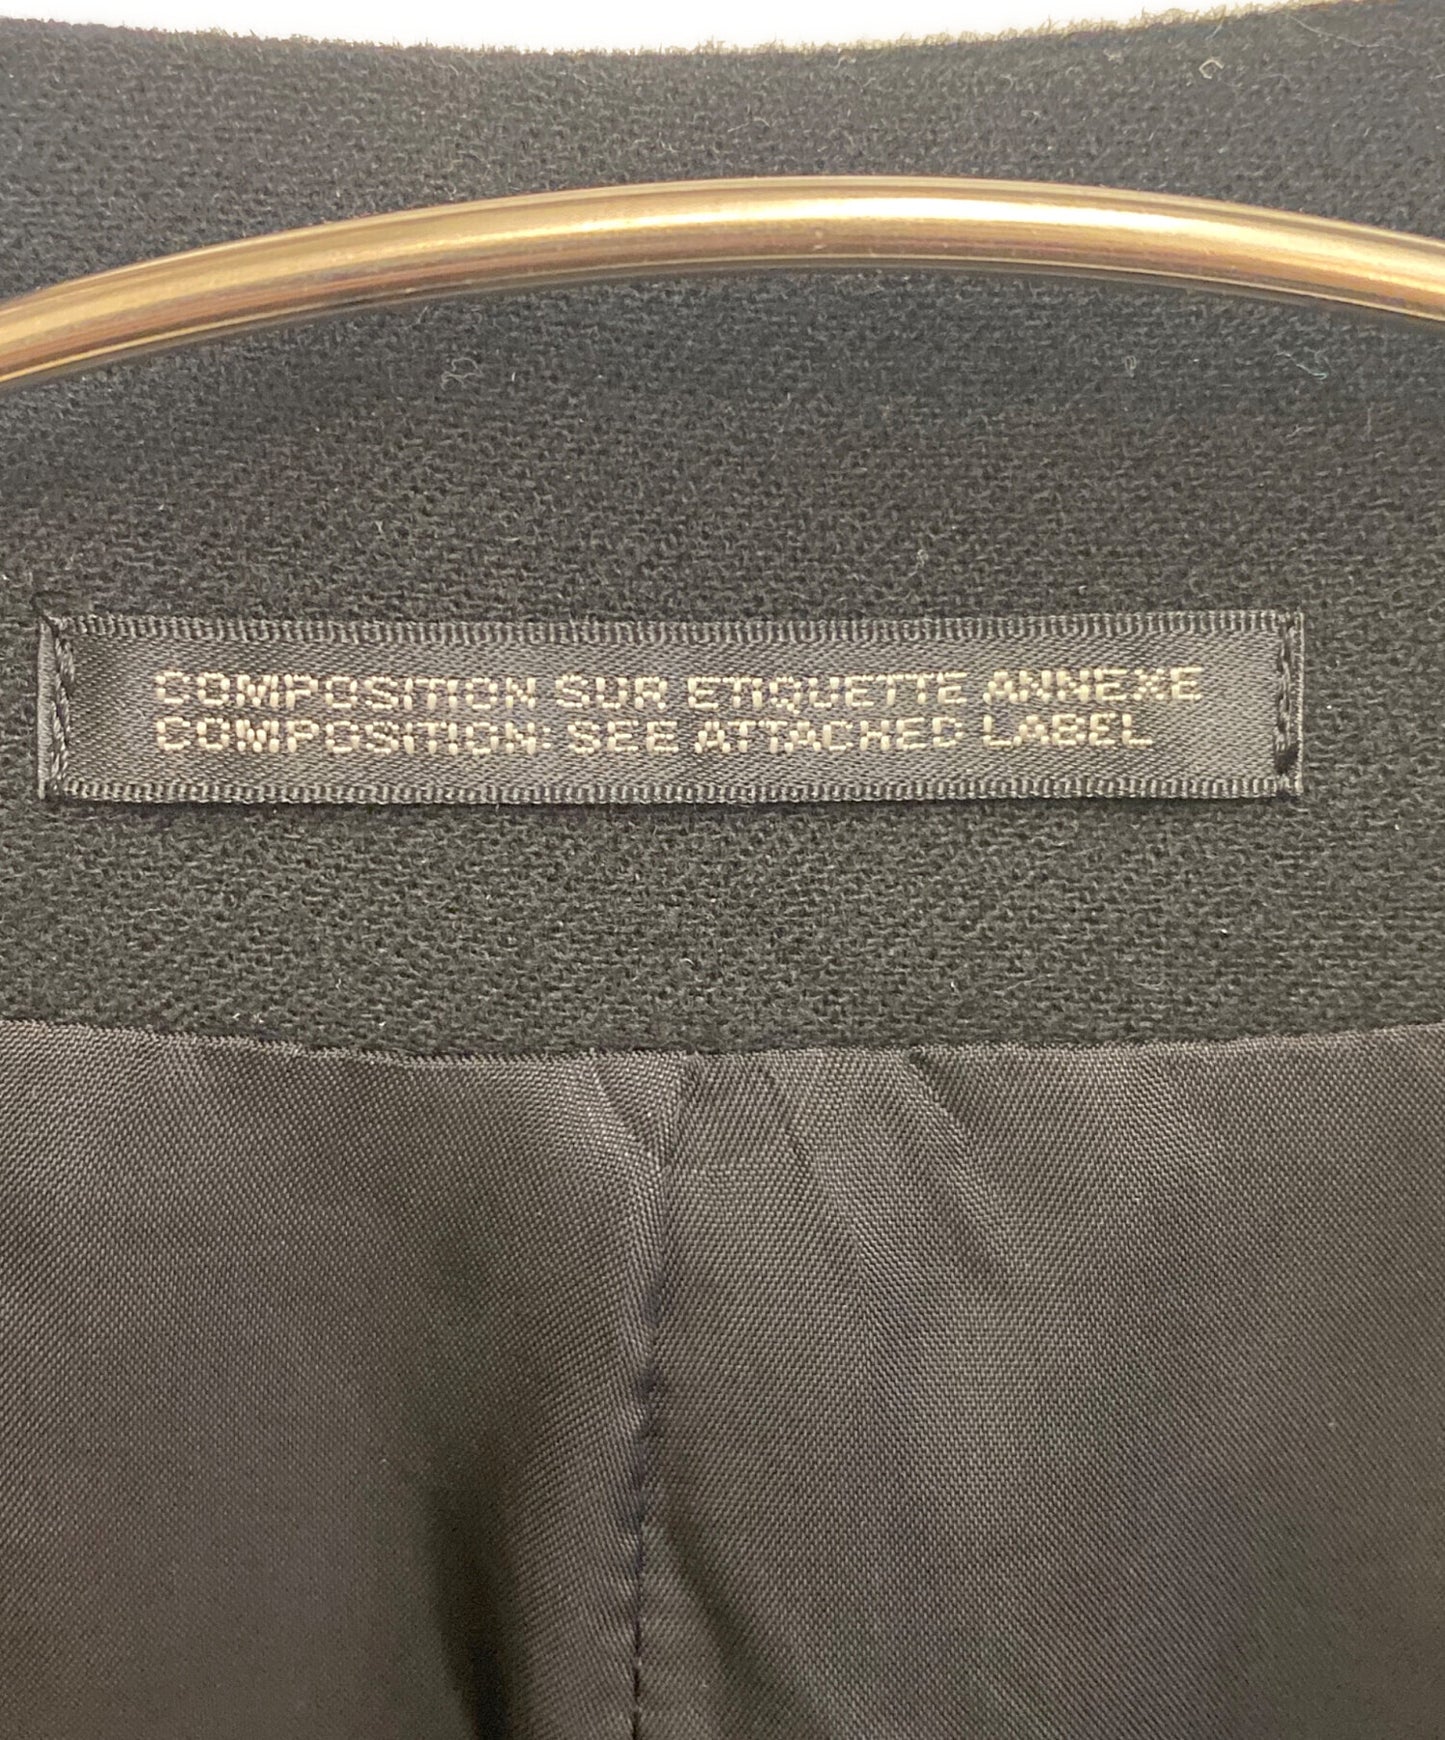 COMPOSITION SUR ETIQUETTE ANNEXE
COMPOSITION: SEE ATTACHED LABEL